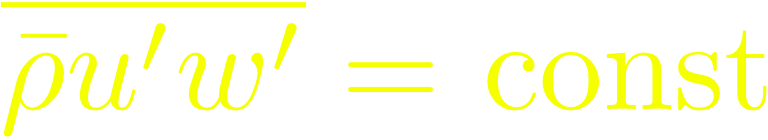 $\overline{\bar{\rho} u' w'} = \text{const}$